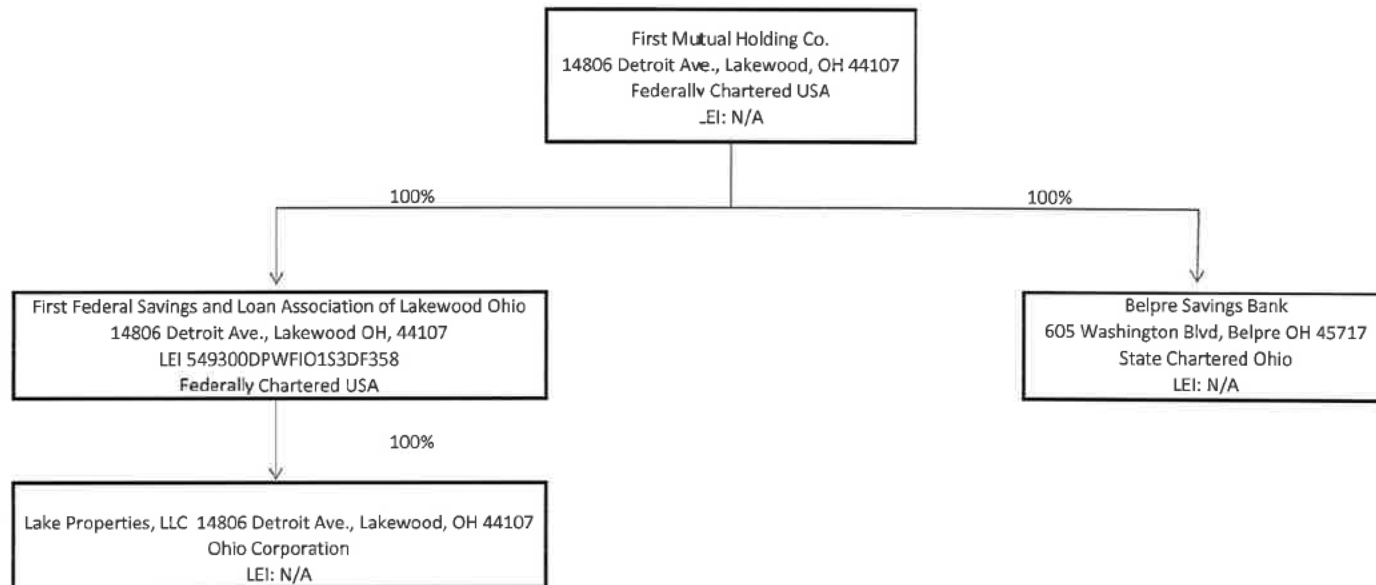 First Mutual Holding Co.
14806 Detroit Ave., Lakewood, OH 44107
Federally Chartered USA
LEI: N/A
100%
100%
First Federal Savings and Loan Association of Lakewood Ohio
14806 Detroit Ave., Lakewood OH, 44107
LEI 549300DPWFIO1S3DF358
Federally Chartered USA
Belpre Savings Bank
605 Washington Blvd, Belpre OH 45717
State Chartered Ohio
LEI: N/A
100%
Lake Properties, LLC 14806 Detroit Ave., Lakewood, OH 44107
Ohio Corporation
LEI: N/A